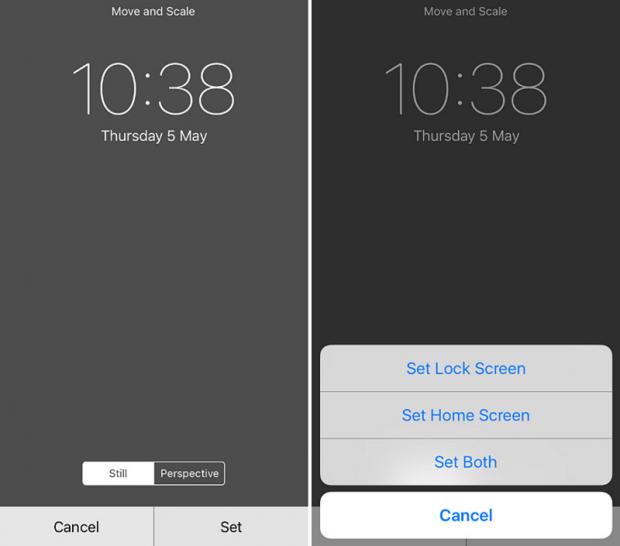 Move and Scale
10:38
Thursday 5 May
Still
Perspective
Cancel
Set
Move and Scale
10:38
Thursday 5 May
Set Lock Screen
Set Home Screen
Set Both
Cancel